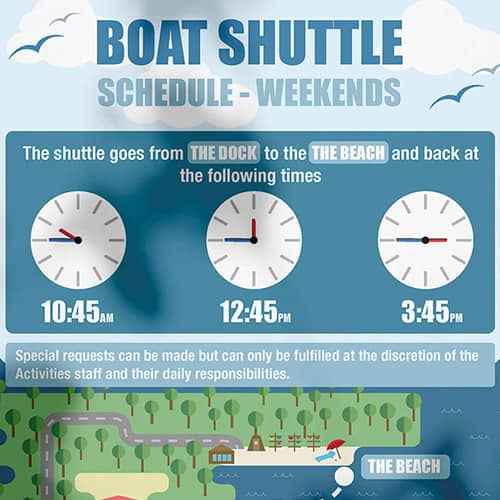 BOAT SHUTTLE
SCHEDULE - WEEKENDS
The shuttle goes from THE DOCK to the THE BEACH and back at
the following times
10:45AM 12:45PM 3:45PM
Special requests can be made but can only be fulfilled at the discretion of the
Activities staff and their daily responsibilities.
THE BEACH